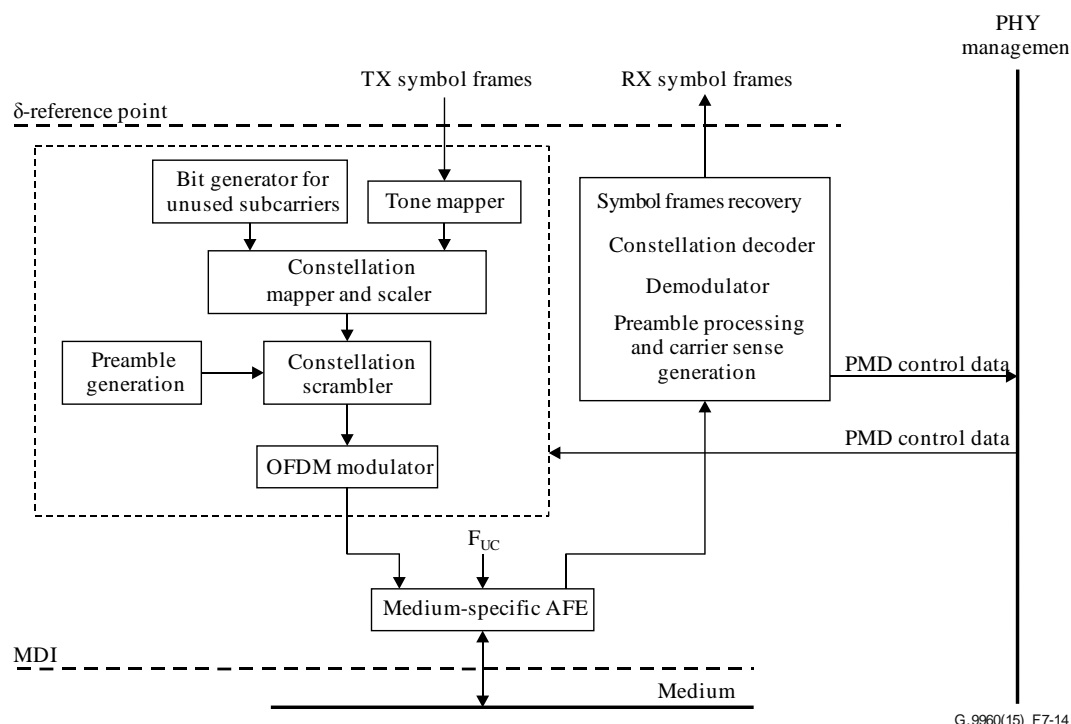 PHY
managemen
TX symbol frames
RX symbol frames
δ-reference point
Bit generator for
unused subcarriers
Tone mapper
Symbol frames recovery
Constellation decoder
Demodulator
Preamble processing
and carrier sense
generation
Constellation
mapper and scaler
Preamble
generation
Constellation
scrambler
PMD control data
PMD control data
OFDM modulator
FUC
Medium-specific AFE
MDI
Medium
G.9960(15)_F7-14